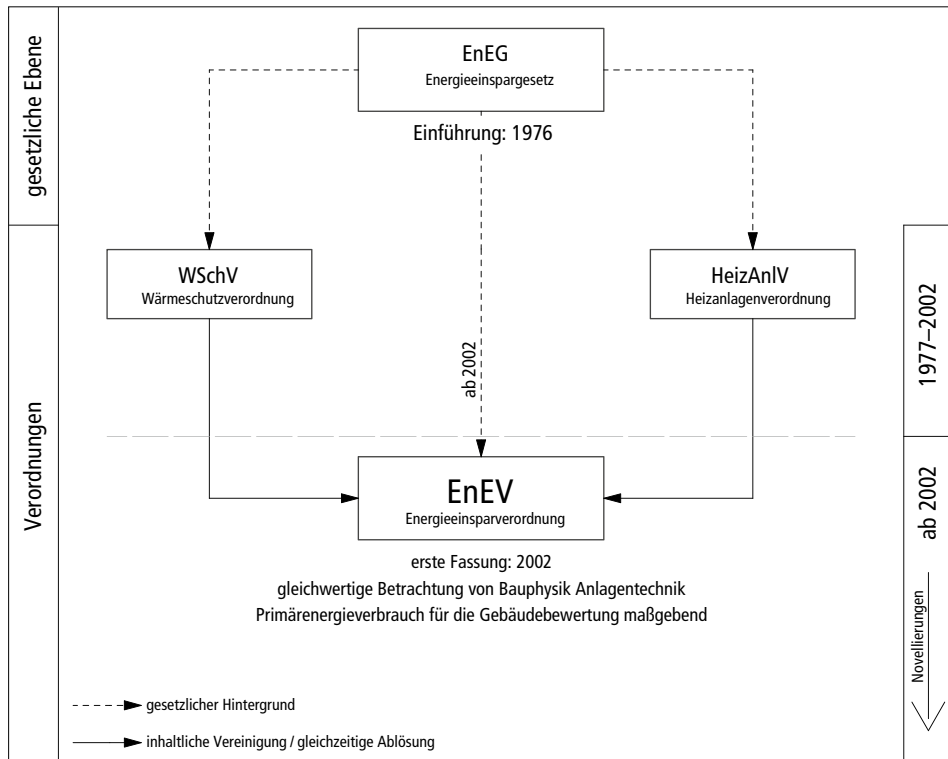 gesetzliche Ebene
EnEG
Energieeinspargesetz
Einführung: 1976
WSchV
Wärmeschutzverordnung
HeizAnlV
Heizanlagenverordnung
1977–2002
ab 2002
Verordnungen
EnEV
Energieeinsparverordnung
ab 2002
erste Fassung: 2002
gleichwertige Betrachtung von Bauphysik Anlagentechnik
Primärenergieverbrauch für die Gebäudebewertung maßgebend
Novellierungen
gesetzlicher Hintergrund
inhaltliche Vereinigung / gleichzeitige Ablösung